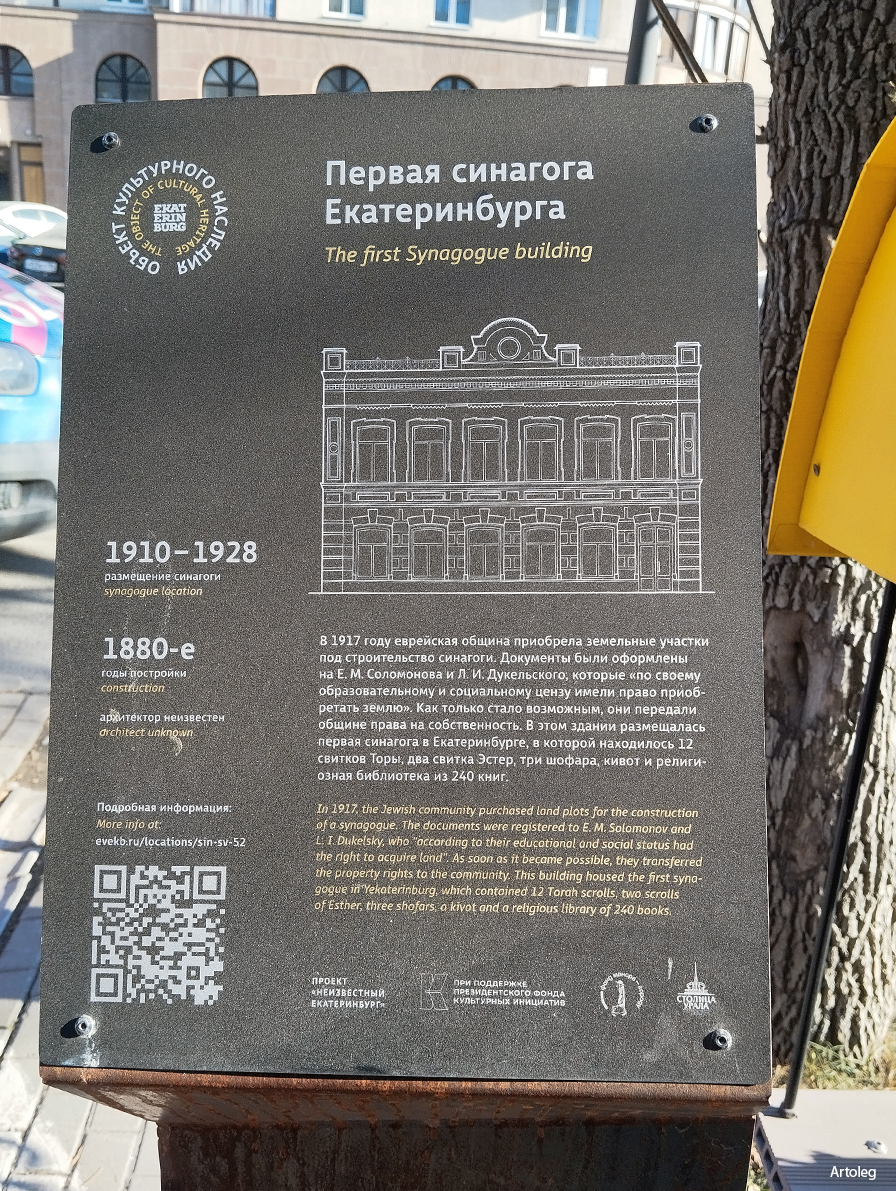 ОБЪЕКТ КУЛЬТУРНОГО НАСЛЕДИЯ
THE OBJECT OF CULTURAL HERITAGE
EKAT
ERIN
BURG
Первая синагога
Екатеринбурга
The first Synagogue building
1910–1928
размещение синагоги
synagogue location
1880-е
годы постройки
construction
архитектор неизвестен
architect unknown
Подробная информация:
More info at:
evekb.ru/locations/sin-sv-52
В 1917 году еврейская община приобрела земельные участки
под строительство синагоги. Документы были оформлены
на Е. М. Соломонова и Л. И. Дукельского, которые «по своему
образовательному и социальному цензу имели право приоб-
ретать землю». Как только стало возможным, они передали
общине права на собственность. В этом здании размещалась
первая синагога в Екатеринбурге, в которой находилось 12
свитков Торы, два свитка Эстер, три шофара, кивот и религи-
озная библиотека из 240 книг.
In 1917, the Jewish community purchased land plots for the construction
of a synagogue. The documents were registered to E. M. Solomonov and
L. I. Dukelsky, who "according to their educational and social status had
the right to acquire land". As soon as it became possible, they transferred
the property rights to the community. This building housed the first syna-
gogue in Yekaterinburg, which contained 12 Torah scrolls, two scrolls
of Esther, three shofars, a kivot and a religious library of 240 books.
ПРОЕКТ
«НЕИЗВЕСТНЫЙ
ЕКАТЕРИНБУРГ»
ПРИ ПОДДЕРЖКЕ
ПРЕЗИДЕНТСКОГО ФОНДА
КУЛЬТУРНЫХ ИНИЦИАТИВ
СТОЛИЦА
УРАЛА
Artoleg